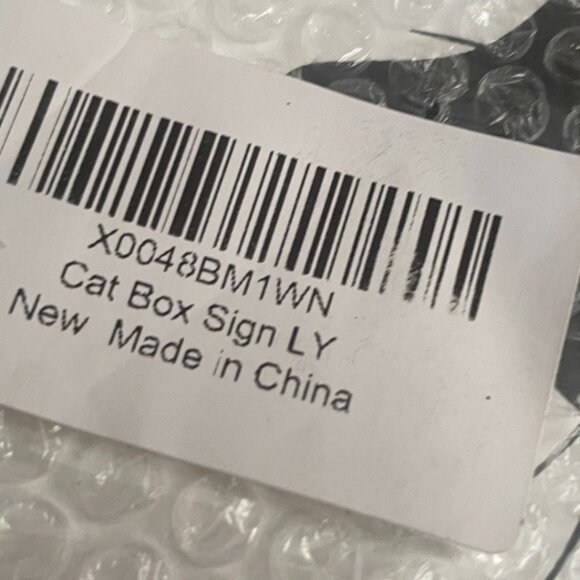 X0048BM1WN
Cat Box Sign LY
New Made in China